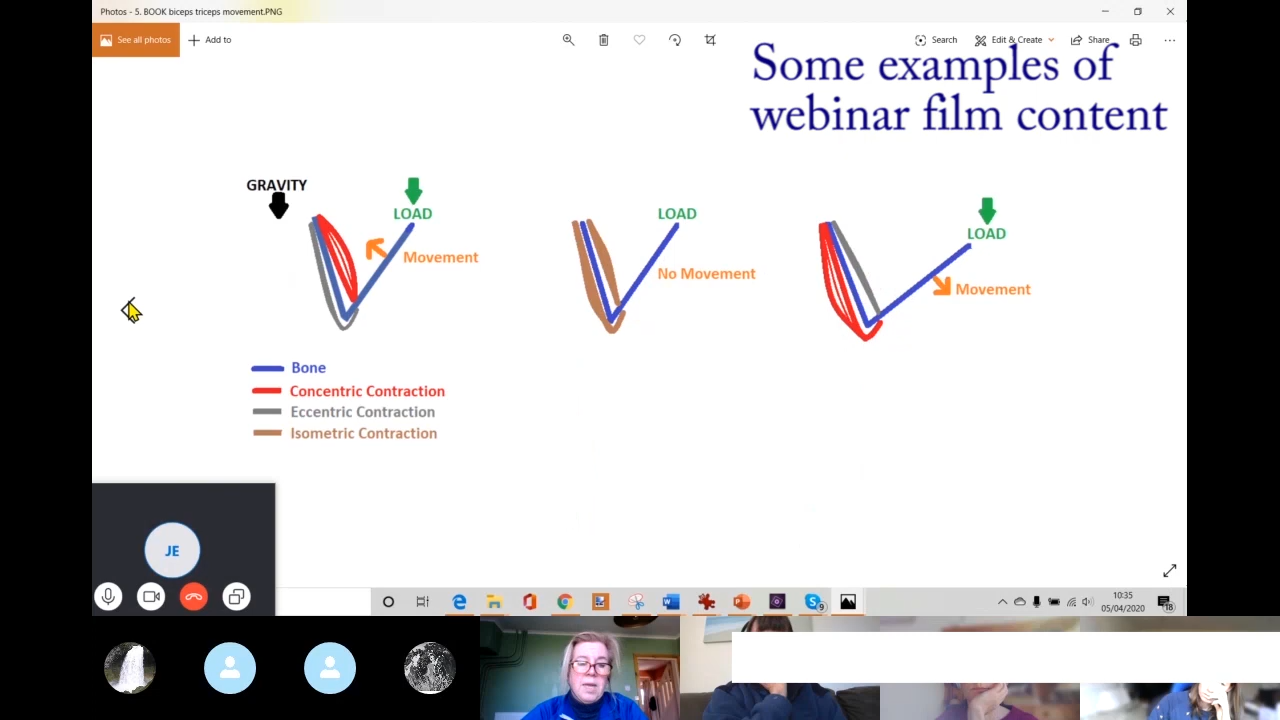 Photos - 5. BOOK biceps triceps movement.PNG
See all photos
Add to
Search
Edit & Create
Share
Some examples of
webinar film content
GRAVITY
LOAD
Movement
LOAD
No Movement
LOAD
Movement
Bone
Concentric Contraction
Eccentric Contraction
Isometric Contraction
JE
9
10:35
05/04/2020
18